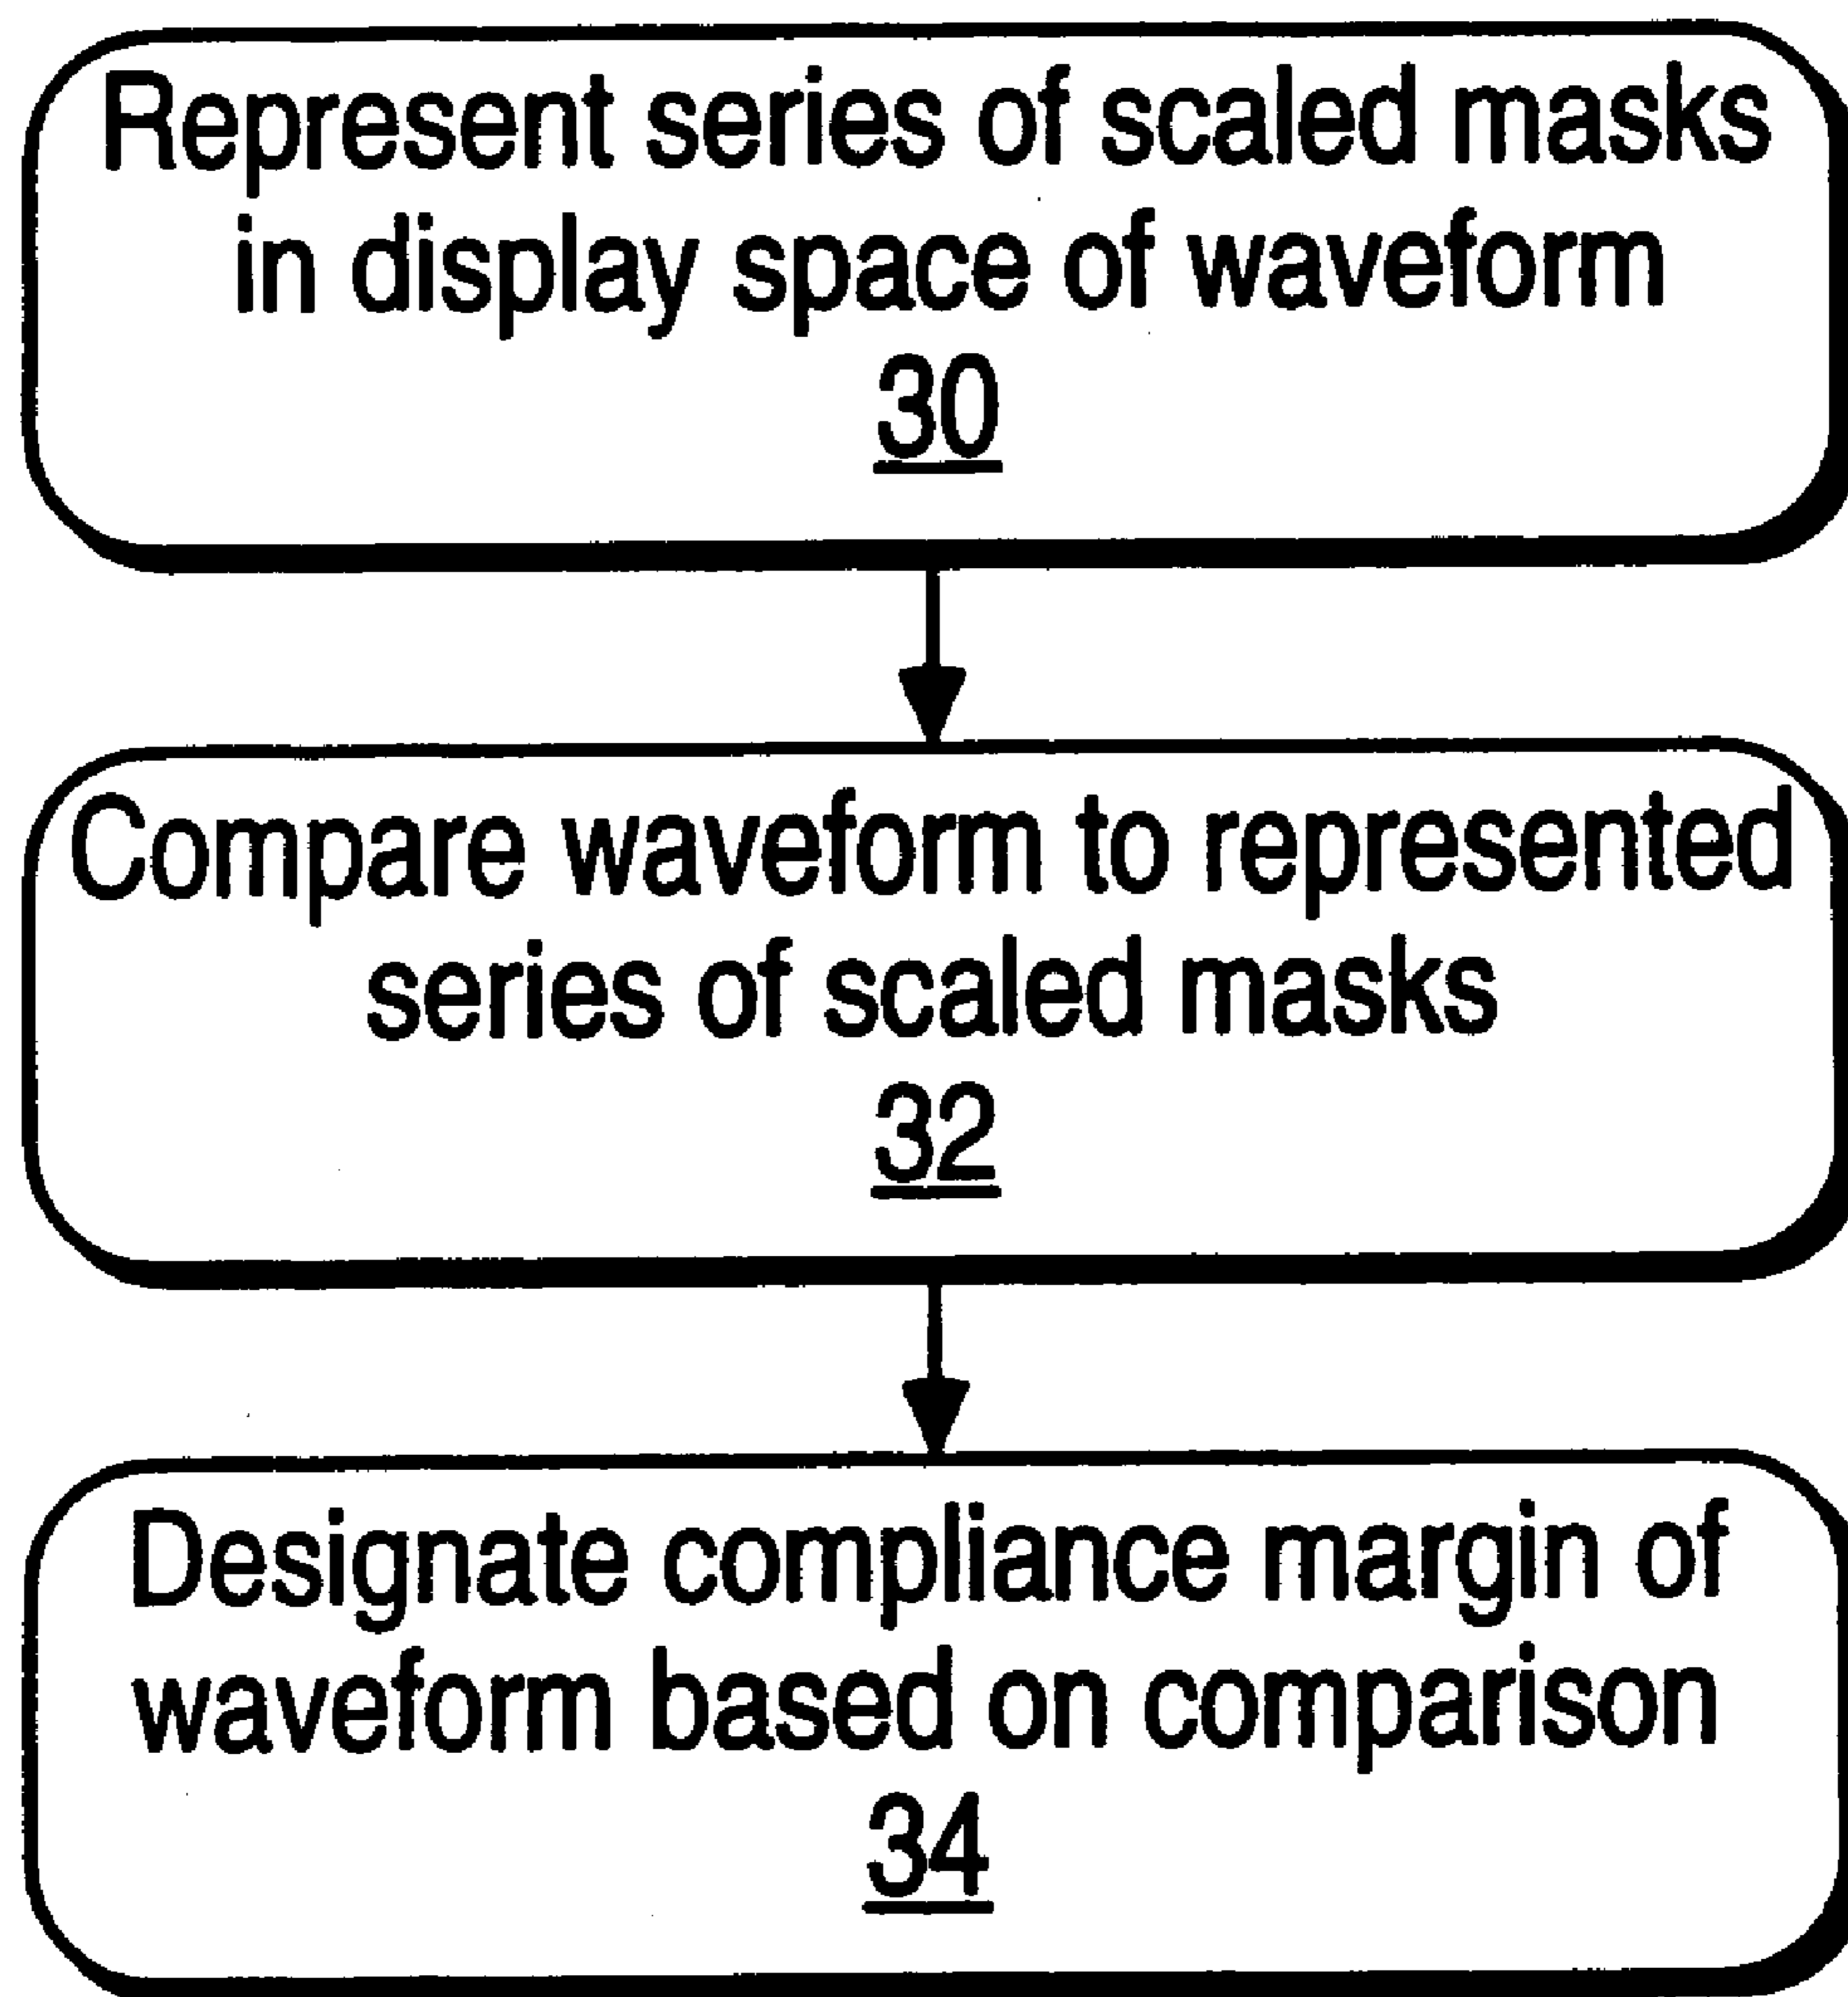 Represent series of scaled masks
in display space of waveform
30
Compare waveform to represented
series of scaled masks
32
Designate compliance margin of
waveform based on comparison
34